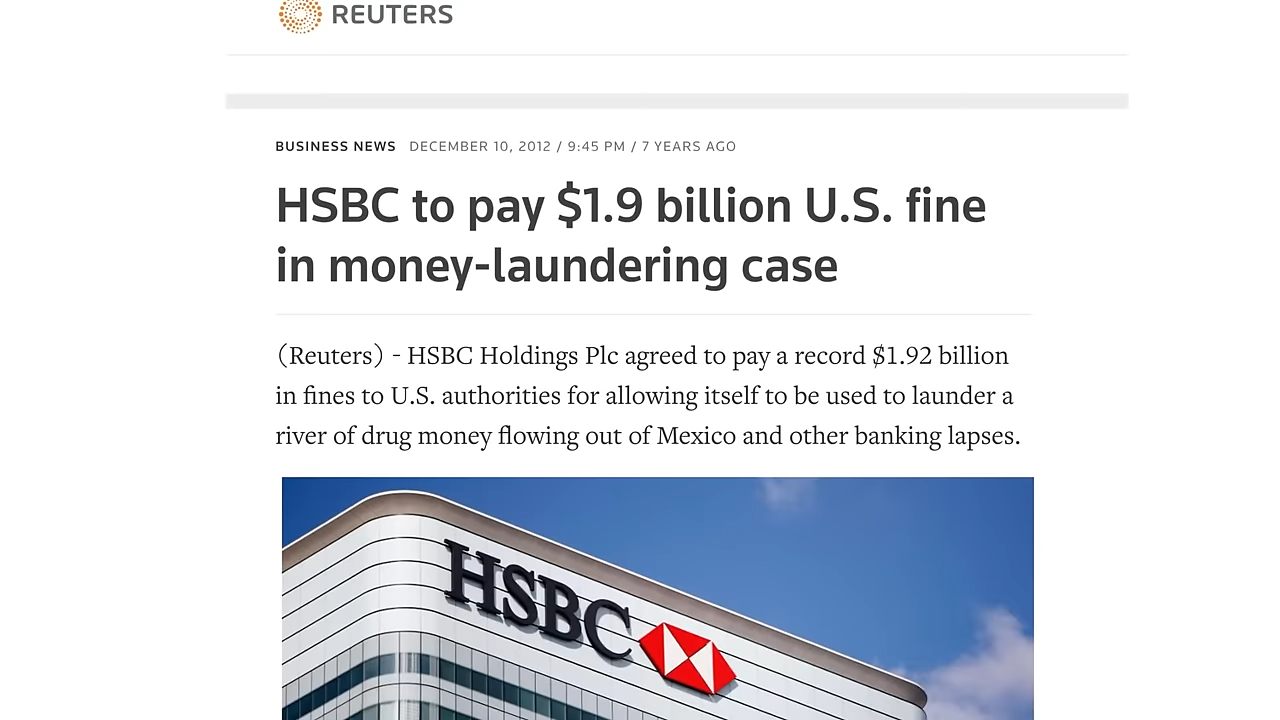 REUTERS
BUSINESS NEWS DECEMBER 10, 2012 / 9:45 PM / 7 YEARS AGO
HSBC to pay $1.9 billion U.S. fine
in money-laundering case
(Reuters) - HSBC Holdings Plc agreed to pay a record $1.92 billion
in fines to U.S. authorities for allowing itself to be used to launder a
river of drug money flowing out of Mexico and other banking lapses.
HSBC